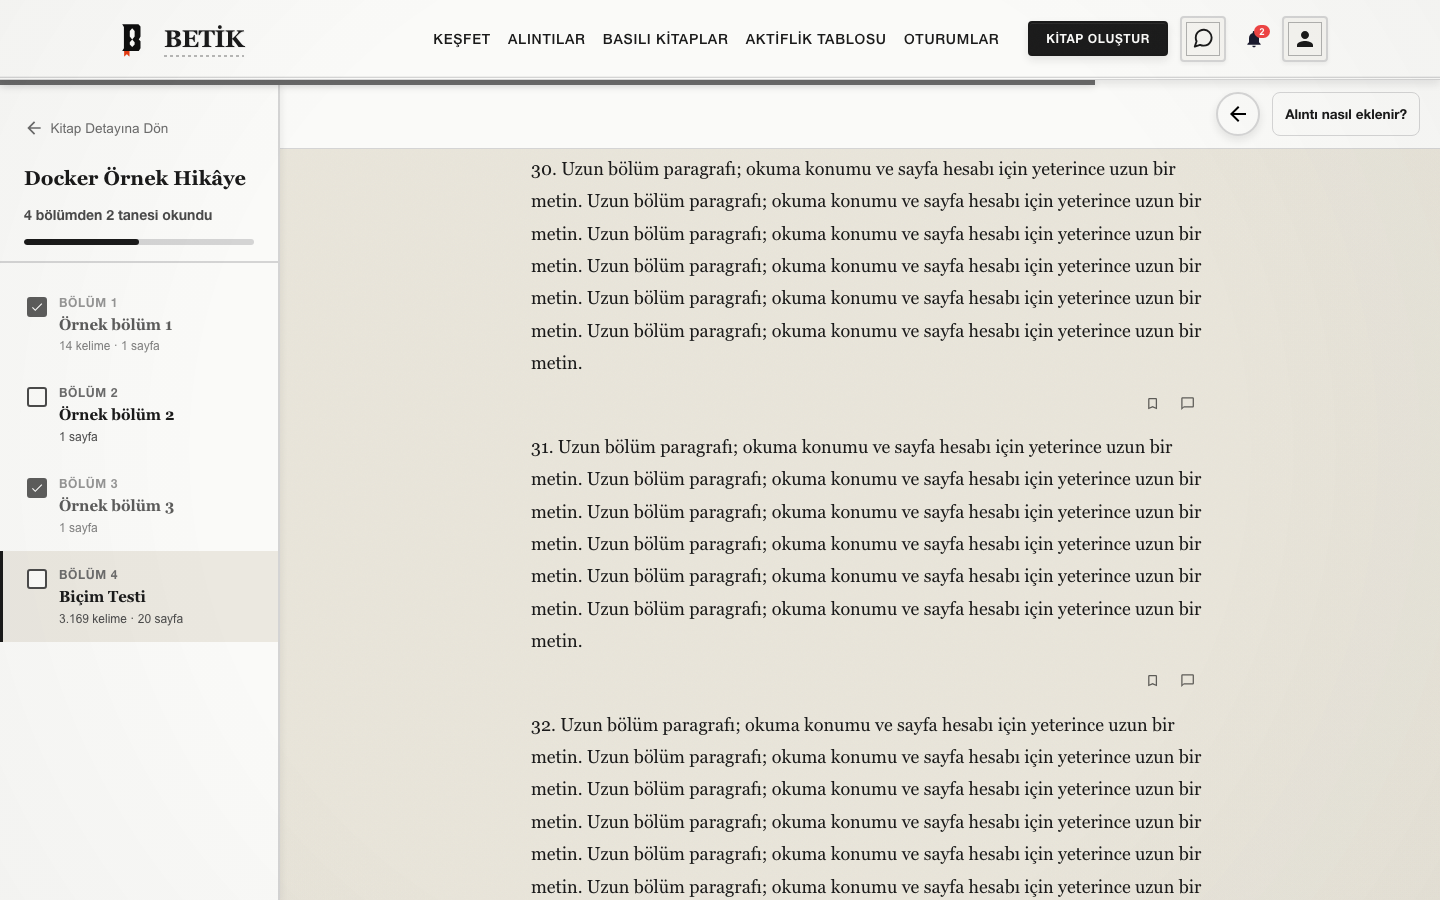 BETİK
KEŞFET
ALINTILAR
BASILI KİTAPLAR
AKTİFLİK TABLOSU
OTURUMLAR
KİTAP OLUŞTUR
2
Kitap Detayına Dön
Docker Örnek Hikâye
4 bölümden 2 tanesi okundu
BÖLÜM 1
Örnek bölüm 1
14 kelime · 1 sayfa
BÖLÜM 2
Örnek bölüm 2
1 sayfa
BÖLÜM 3
Örnek bölüm 3
1 sayfa
BÖLÜM 4
Biçim Testi
3.169 kelime · 20 sayfa
Alıntı nasıl eklenir?
30. Uzun bölüm paragrafı; okuma konumu ve sayfa hesabı için yeterince uzun bir
metin. Uzun bölüm paragrafı; okuma konumu ve sayfa hesabı için yeterince uzun bir
metin. Uzun bölüm paragrafı; okuma konumu ve sayfa hesabı için yeterince uzun bir
metin. Uzun bölüm paragrafı; okuma konumu ve sayfa hesabı için yeterince uzun bir
metin. Uzun bölüm paragrafı; okuma konumu ve sayfa hesabı için yeterince uzun bir
metin. Uzun bölüm paragrafı; okuma konumu ve sayfa hesabı için yeterince uzun bir
metin.
31. Uzun bölüm paragrafı; okuma konumu ve sayfa hesabı için yeterince uzun bir
metin. Uzun bölüm paragrafı; okuma konumu ve sayfa hesabı için yeterince uzun bir
metin. Uzun bölüm paragrafı; okuma konumu ve sayfa hesabı için yeterince uzun bir
metin. Uzun bölüm paragrafı; okuma konumu ve sayfa hesabı için yeterince uzun bir
metin. Uzun bölüm paragrafı; okuma konumu ve sayfa hesabı için yeterince uzun bir
metin. Uzun bölüm paragrafı; okuma konumu ve sayfa hesabı için yeterince uzun bir
metin.
32. Uzun bölüm paragrafı; okuma konumu ve sayfa hesabı için yeterince uzun bir
metin. Uzun bölüm paragrafı; okuma konumu ve sayfa hesabı için yeterince uzun bir
metin. Uzun bölüm paragrafı; okuma konumu ve sayfa hesabı için yeterince uzun bir
metin. Uzun bölüm paragrafı; okuma konumu ve sayfa hesabı için yeterince uzun bir
metin. Uzun bölüm paragrafı; okuma konumu ve sayfa hesabı için yeterince uzun bir
metin. Uzun bölüm paragrafı; okuma konumu ve sayfa hesabı için yeterince uzun bir